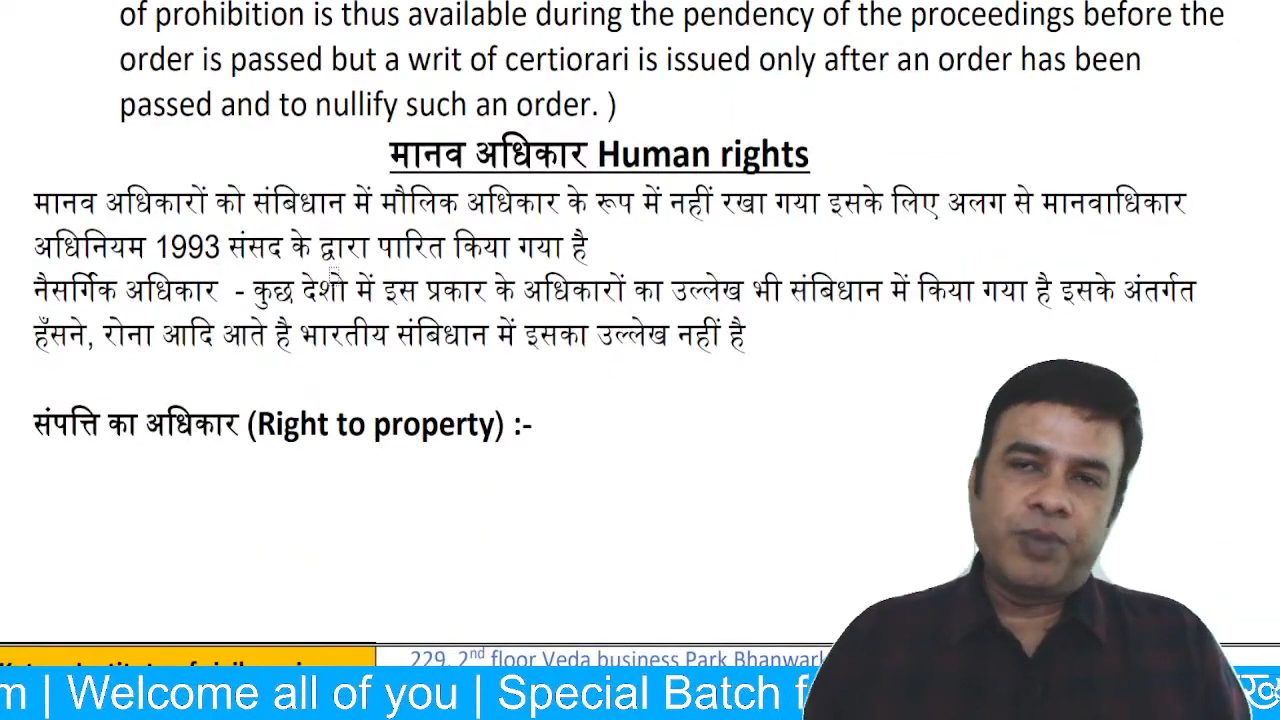 of prohibition is thus available during the pendency of the proceedings before the
order is passed but a writ of certiorari is issued only after an order has been
passed and to nullify such an order. )
मानव अधिकार Human rights
मानव अधिकारों को संबिधान में मौलिक अधिकार के रूप में नहीं रखा गया इसके लिए अलग से मानवाधिकार
अधिनियम 1993 संसद के द्वारा पारित किया गया है
नैसर्गिक अधिकार - कुछ देशो में इस प्रकार के अधिकारों का उल्लेख भी संबिधान में किया गया है इसके अंतर्गत
हँसने, रोना आदि आते है भारतीय संबिधान में इसका उल्लेख नहीं है
संपत्ति का अधिकार (Right to property) :-
229, 2nd floor Veda business Park
m | Welcome all of you | Special Batch f